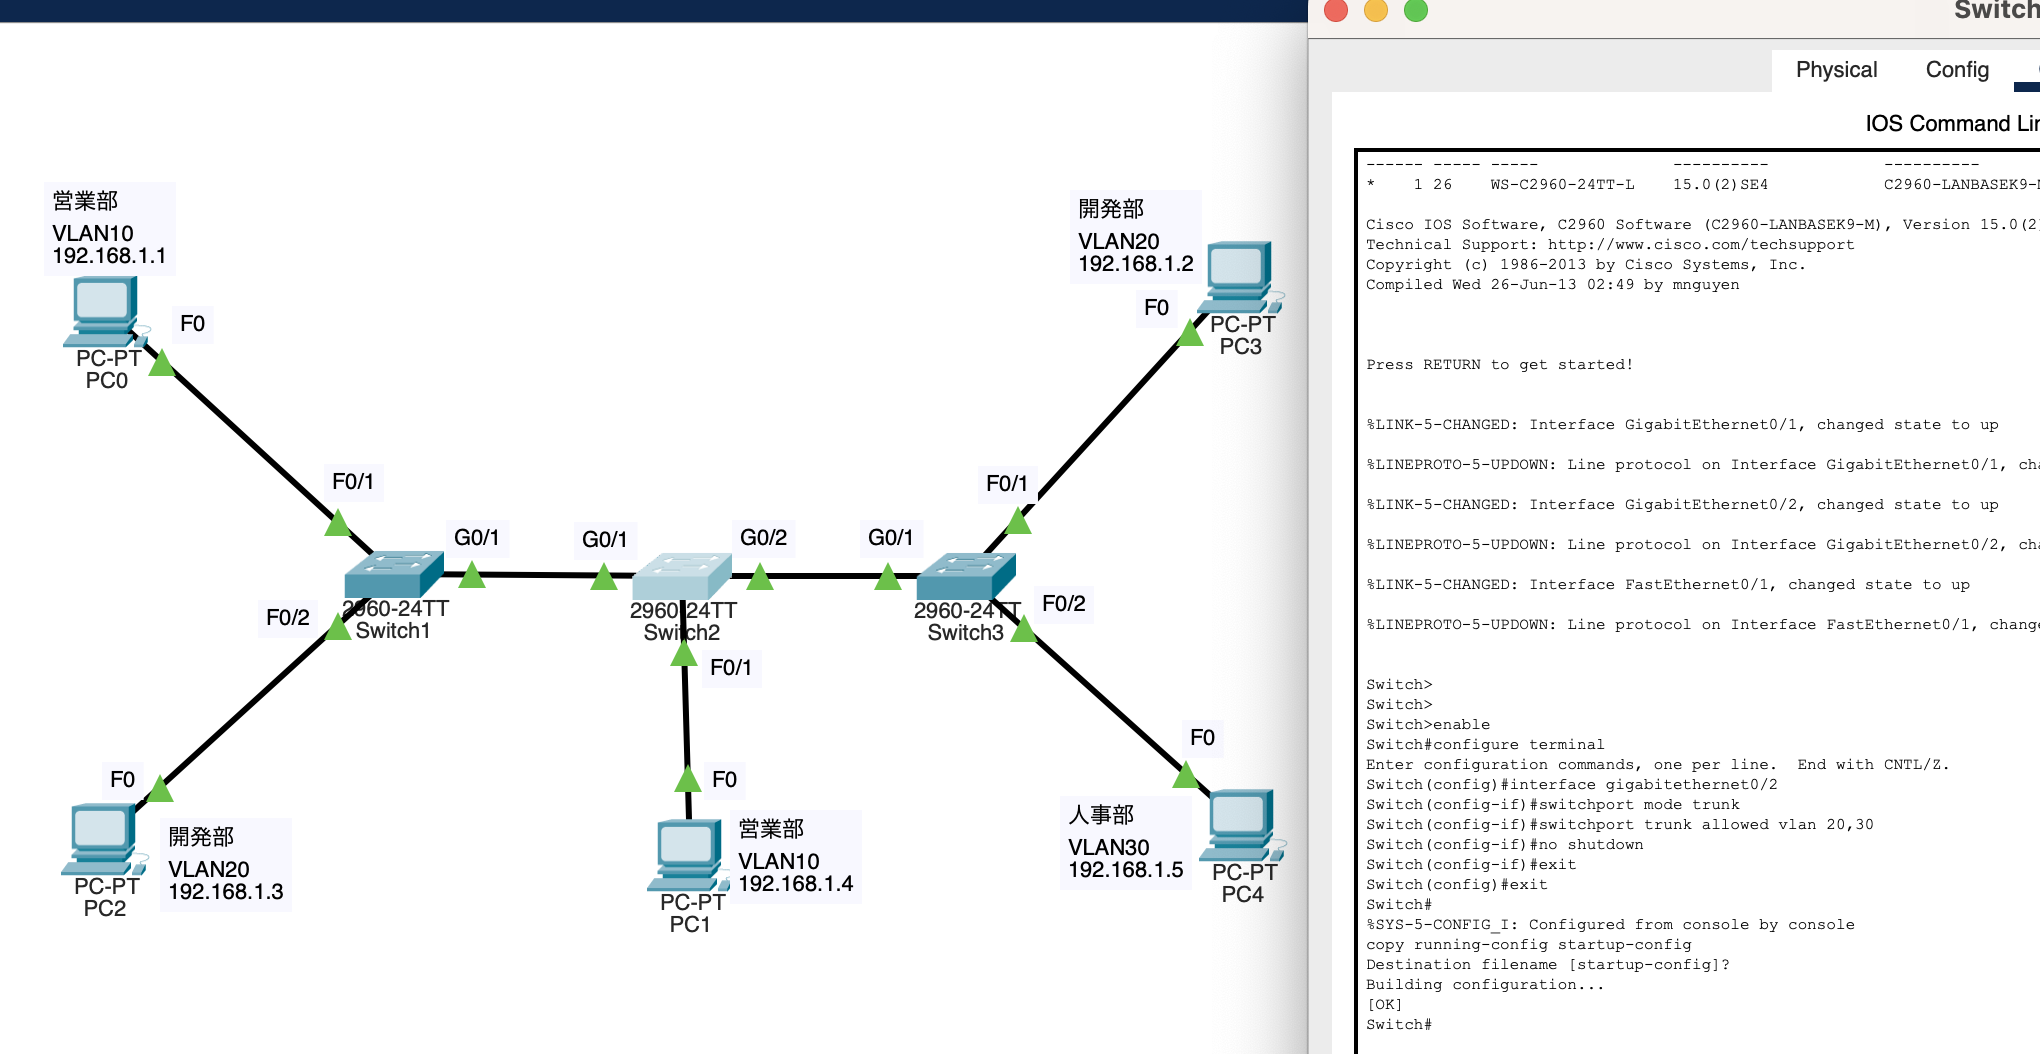 営業部
VLAN10
192.168.1.1
F0
PC-PT
PC0
F0/1
G0/1
F0/2
2960-24TT
Switch1
F0
PC-PT
PC2
開発部
VLAN20
192.168.1.3
G0/1
G0/2
2960-24TT
Switch2
F0/1
F0
営業部
VLAN10
192.168.1.4
PC-PT
PC1
開発部
VLAN20
192.168.1.2
F0
PC-PT
PC3
F0/1
G0/1
2960-24TT
Switch3
F0/2
F0
人事部
VLAN30
192.168.1.5
PC-PT
PC4
Switch
Physical Config
IOS Command
------ ----- ----- ---------- ----------
* 1 26 WS-C2960-24TT-L 15.0(2)SE4 C2960-LANBASEK9-
Cisco IOS Software, C2960 Software (C2960-LANBASEK9-M), Version 15.0(2
Technical Support: http://www.cisco.com/techsupport
Copyright (c) 1986-2013 by Cisco Systems, Inc.
Compiled Wed 26-Jun-13 02:49 by mnguyen
Press RETURN to get started!
%LINK-5-CHANGED: Interface GigabitEthernet0/1, changed state to up
%LINEPROTO-5-UPDOWN: Line protocol on Interface GigabitEthernet0/1,
%LINK-5-CHANGED: Interface GigabitEthernet0/2, changed state to up
%LINEPROTO-5-UPDOWN: Line protocol on Interface GigabitEthernet0/2,
%LINK-5-CHANGED: Interface FastEthernet0/1, changed state to up
%LINEPROTO-5-UPDOWN: Line protocol on Interface FastEthernet0/1,
Switch>
Switch>
Switch>enable
Switch#configure terminal
Enter configuration commands, one per line. End with CNTL/Z.
Switch(config)#interface gigabitethernet0/2
Switch(config-if)#switchport mode trunk
Switch(config-if)#switchport trunk allowed vlan 20,30
Switch(config-if)#no shutdown
Switch(config-if)#exit
Switch(config)#exit
Switch#
%SYS-5-CONFIG_I: Configured from console by console
copy running-config startup-config
Destination filename [startup-config]?
Building configuration...
[OK]
Switch#